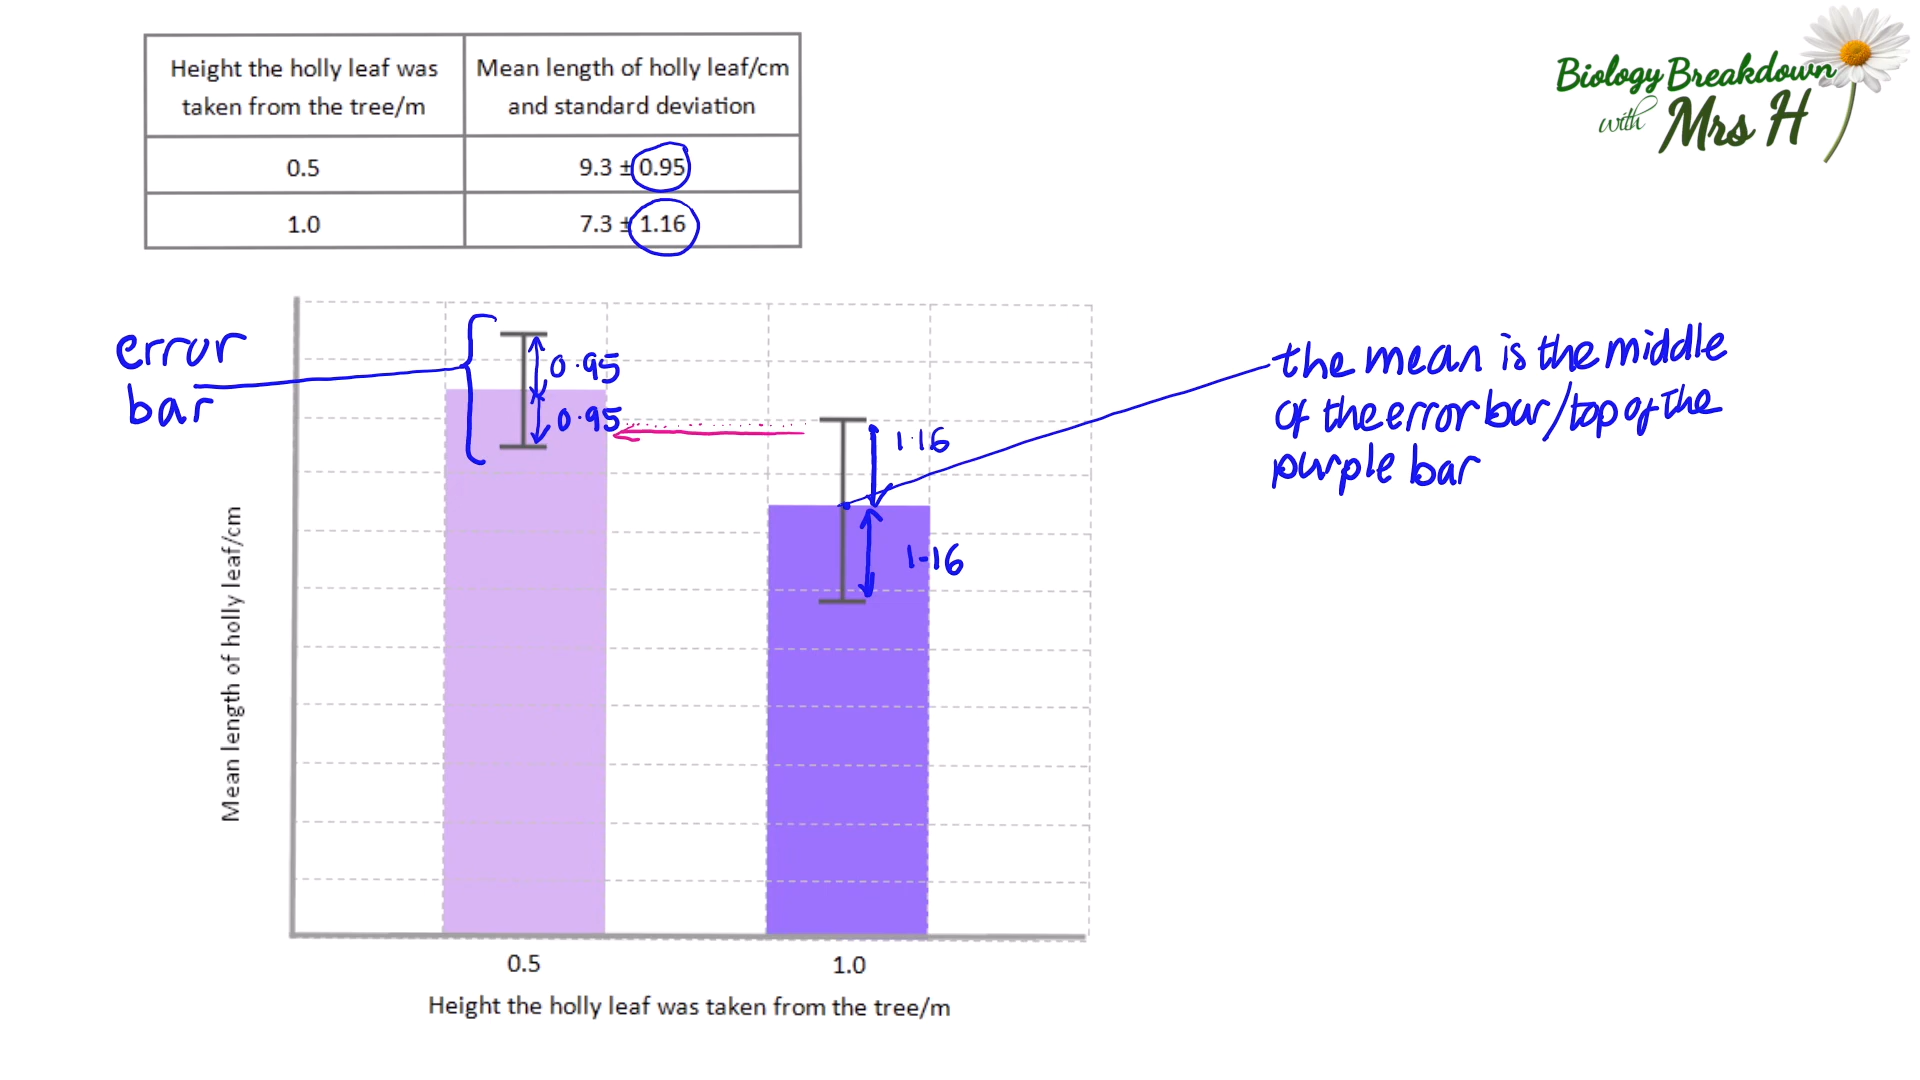 Biology Breakdown
with Mrs H
Height the holly leaf was
taken from the tree/m
Mean length of holly leaf/cm
and standard deviation
0.5
9.3 ± 0.95
1.0
7.3 ± 1.16
error
bar
0.95
0.95
1.16
1.16
the mean is the middle
of the error bar/top of the
purple bar
Mean length of holly leaf/cm
0.5
1.0
Height the holly leaf was taken from the tree/m